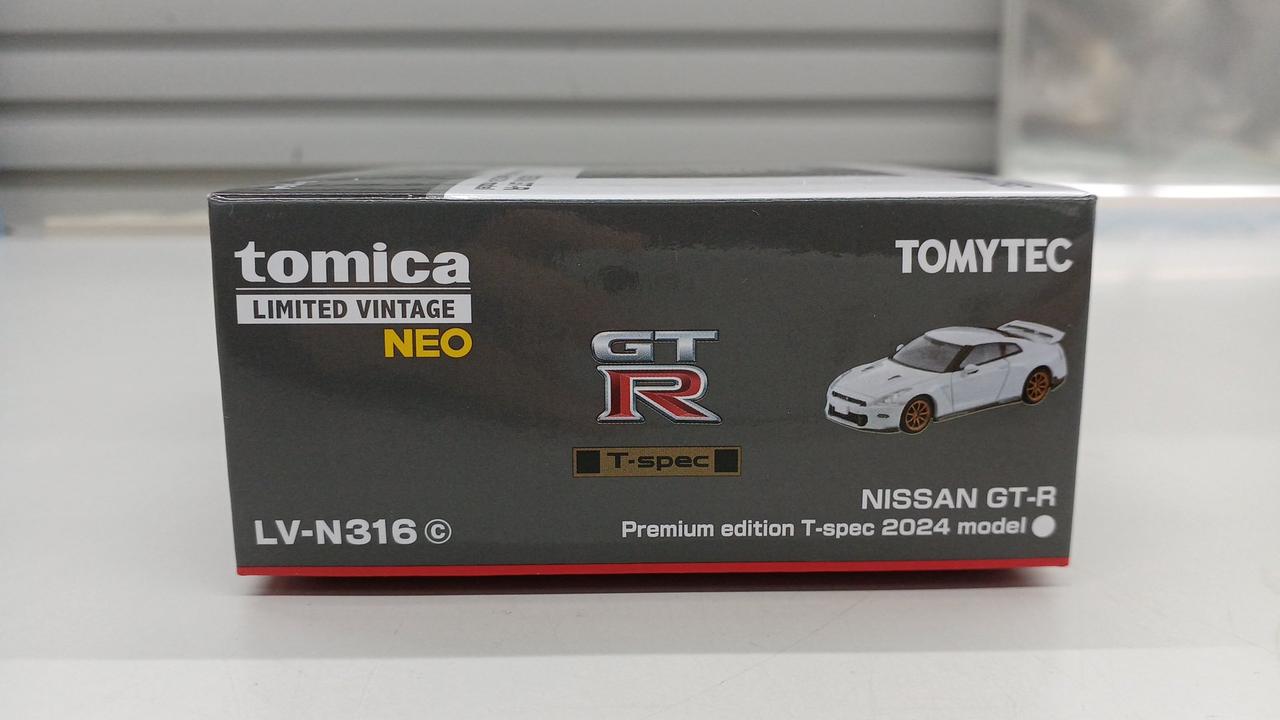 tomica
LIMITED VINTAGE
NEO
TOMYTEC
GT
R
T-spec
NISSAN GT-R
Premium edition T-spec 2024 model
LV-N316 ⓒ